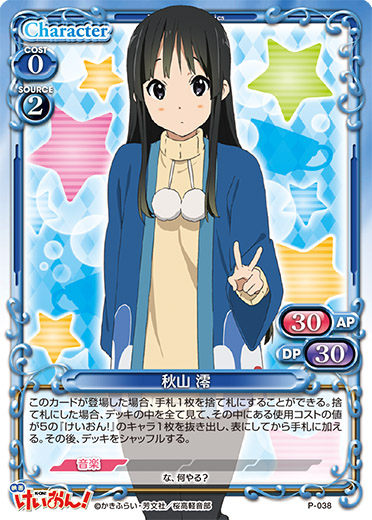 Character
COST
0
SOURCE
2
30 AP
DP 30
秋山 澪
このカードが登場した場合、手札1枚を捨て札にすることができる。捨
て札にした場合、デッキの中を全て見て、その中にある使用コストの値
が5の「けいおん!」のキャラ1枚を抜き出し、表にしてから手札に加
える。その後、デッキをシャッフルする。
音楽
な、何やる?
映画
K-ON!
けいおん!
©かきふらい・芳文社/桜高軽音部
P-038